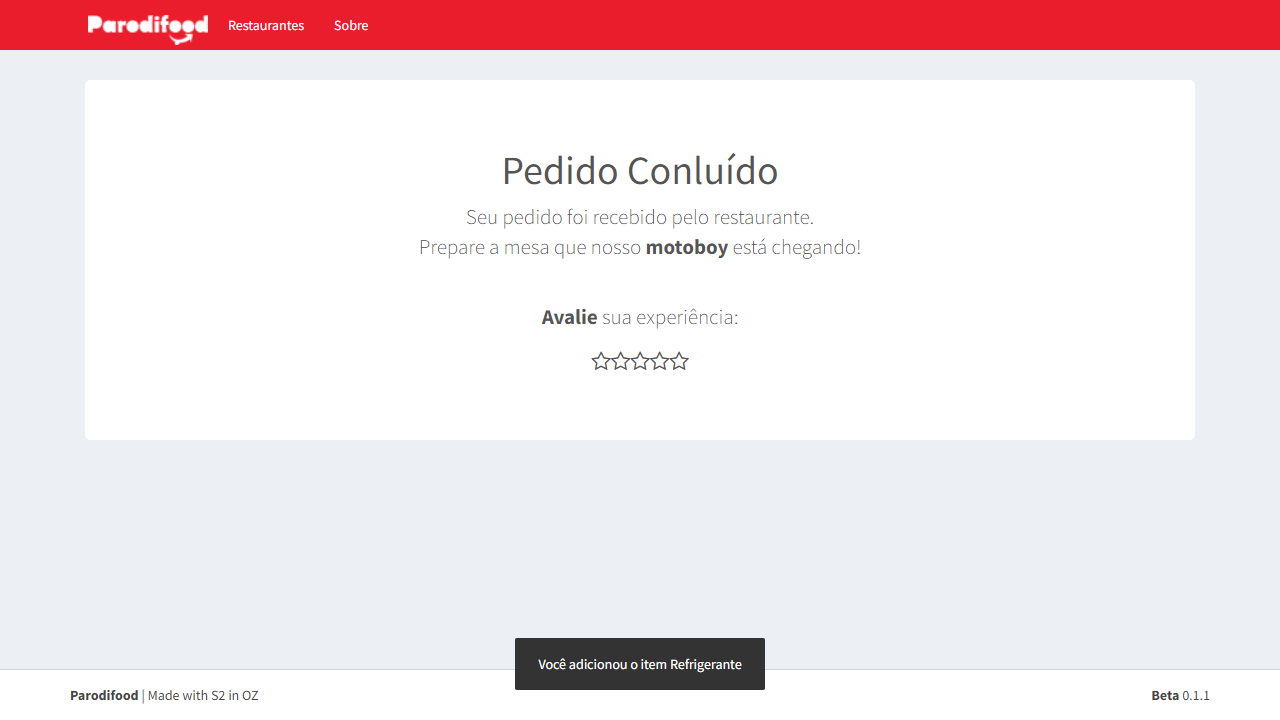 Parodifood Restaurantes Sobre
Pedido Conluído
Seu pedido foi recebido pelo restaurante.
Prepare a mesa que nosso motoboy está chegando!
Avalie sua experiência:
Você adicionou o item Refrigerante
Parodifood | Made with S2 in OZ
Beta 0.1.1